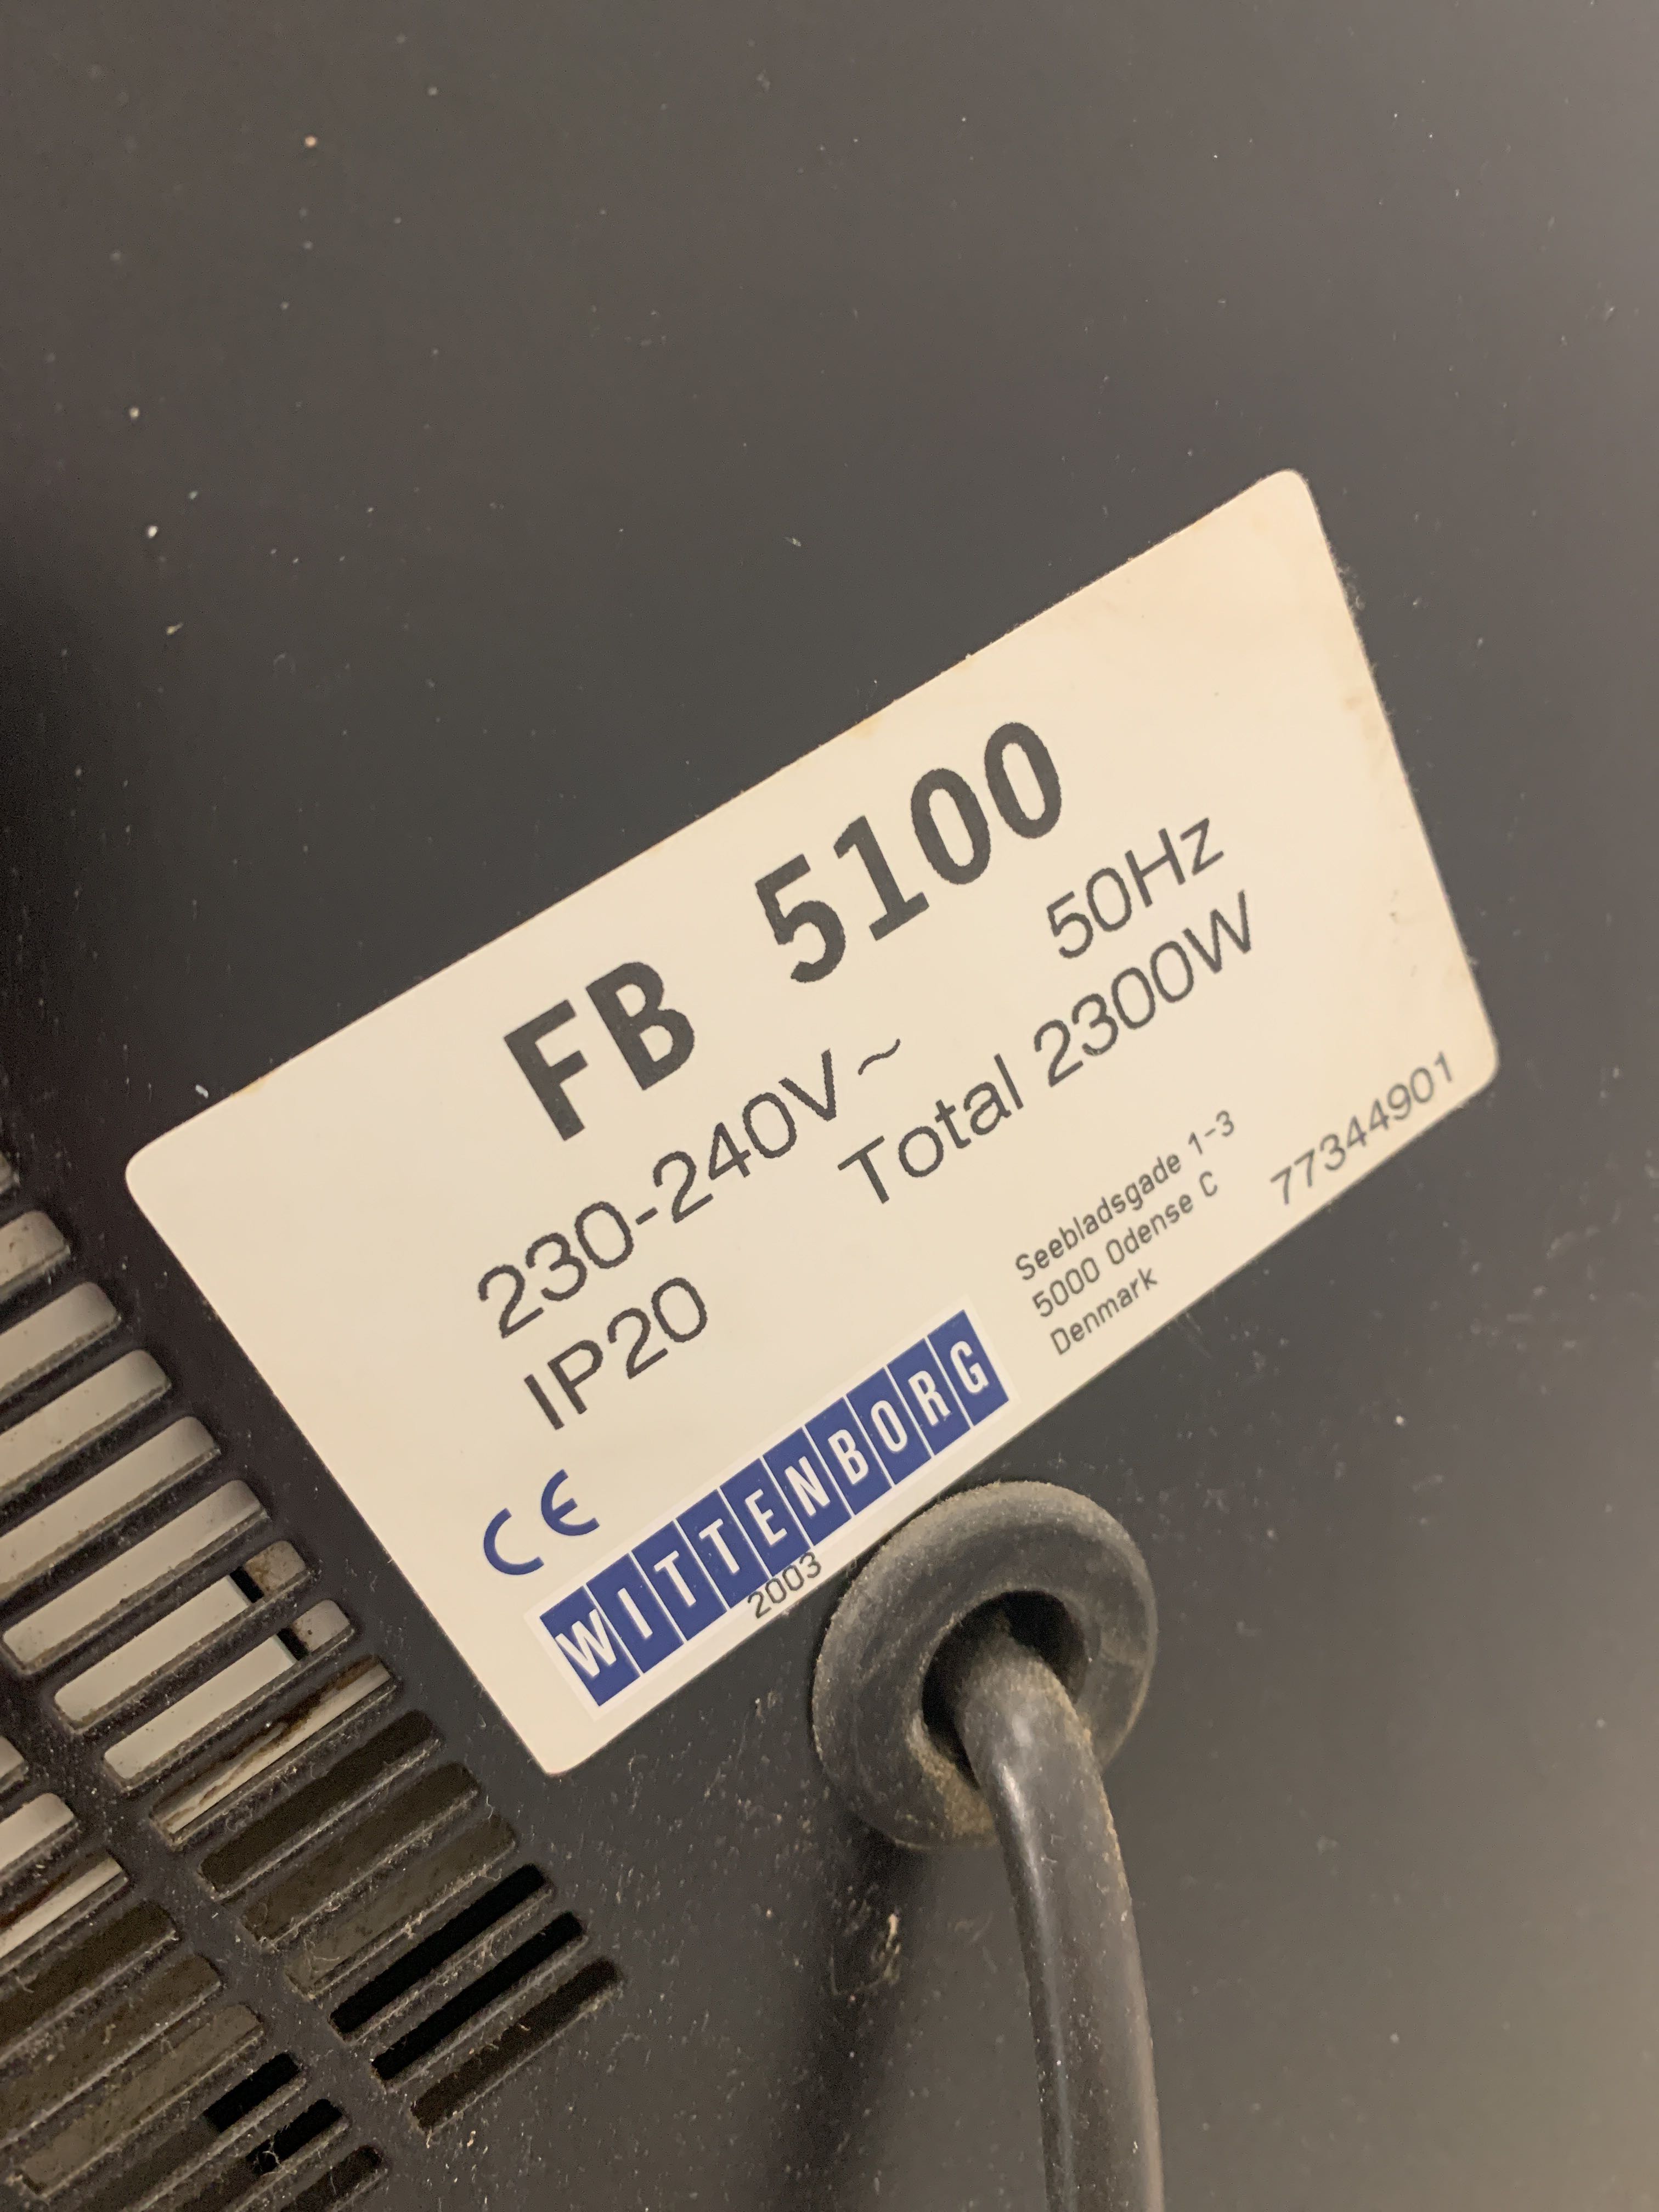 FB 5100
230-240V~ 50Hz
IP20 Total 2300W
CE
WITTENBORG
2003
Seebladsgade 1-3
5000 Odense C
Denmark
77344901